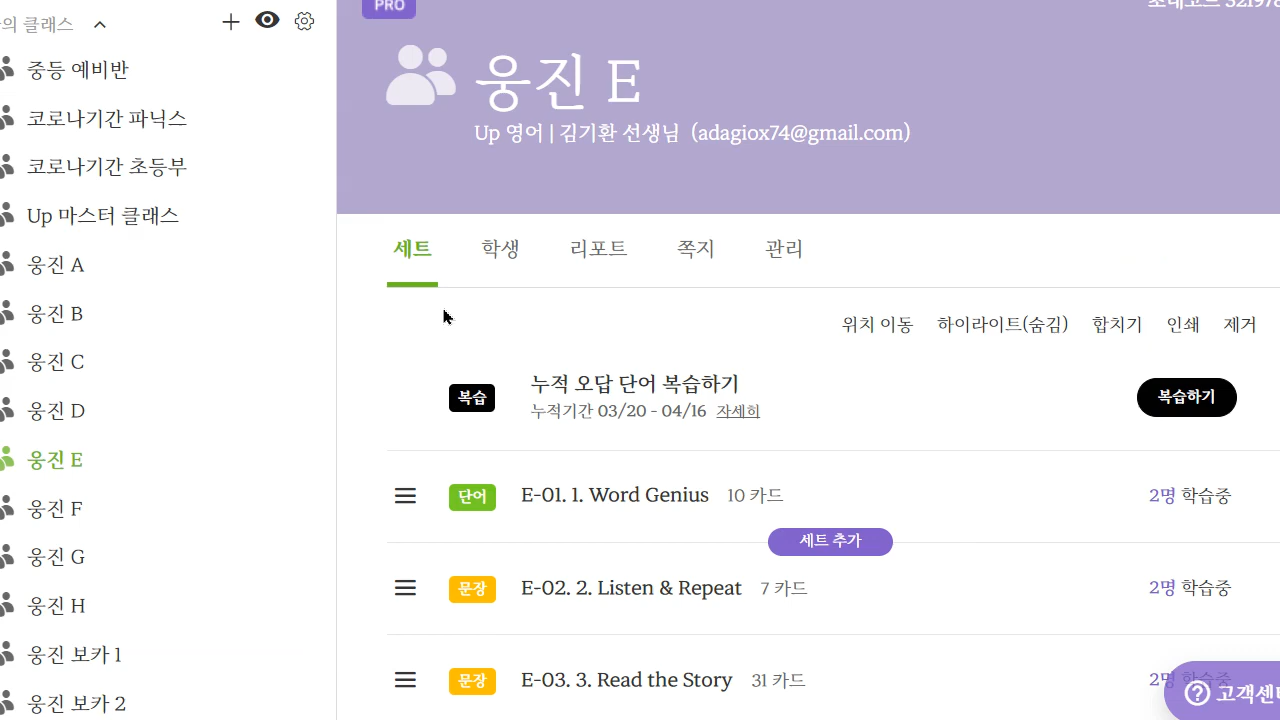 의 클래스
중등 예비반
코로나기간 파닉스
코로나기간 초등부
Up 마스터 클래스
웅진 A
웅진 B
웅진 C
웅진 D
웅진 E
웅진 F
웅진 G
웅진 H
웅진 보카 1
웅진 보카 2
PRO
초대코드
웅진 E
Up 영어 | 김기환 선생님 (adagiox74@gmail.com)
세트 학생 리포트 쪽지 관리
위치 이동 하이라이트(숨김) 합치기 인쇄 제거
복습 누적 오답 단어 복습하기 복습하기
누적기간 03/20 - 04/16 자세히
단어 E-01. 1. Word Genius 10 카드 2명 학습중
세트 추가
문장 E-02. 2. Listen & Repeat 7 카드 2명 학습중
문장 E-03. 3. Read the Story 31 카드 2명 학습중
고객센